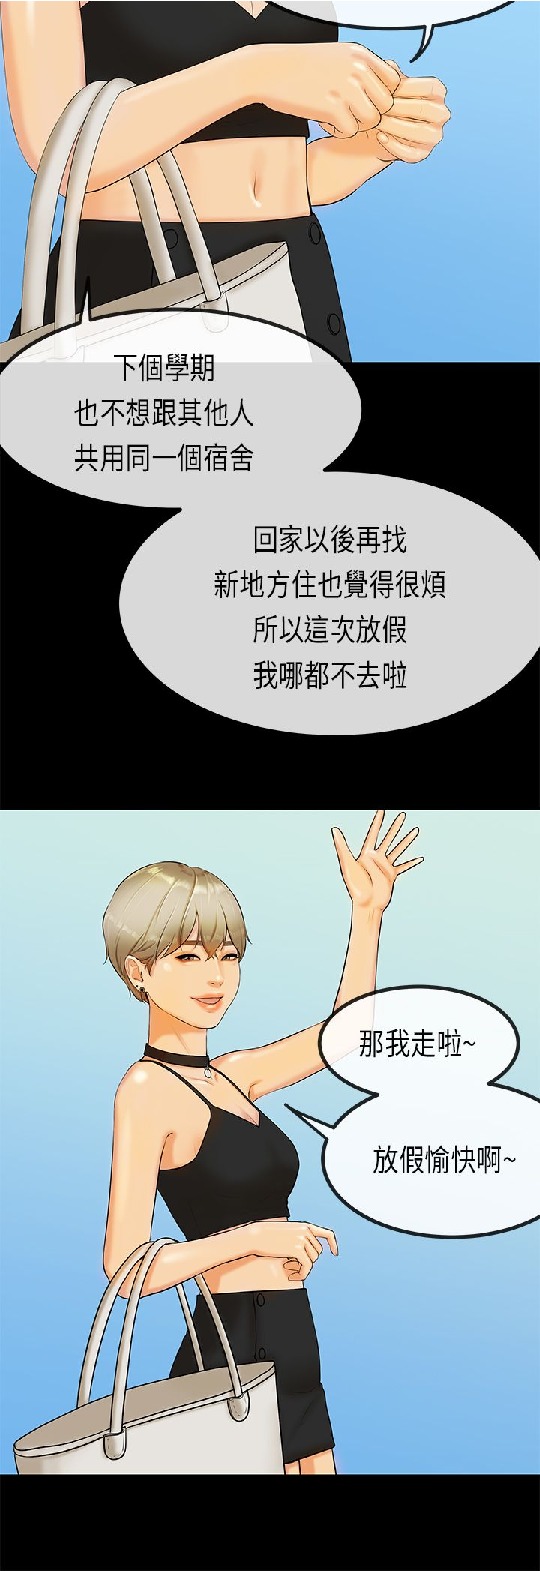 下個學期
也不想跟其他人
共用同一個宿舍
回家以後再找
新地方住也覺得很煩
所以這次放假
我哪都不去啦
那我走啦~
放假愉快啊~